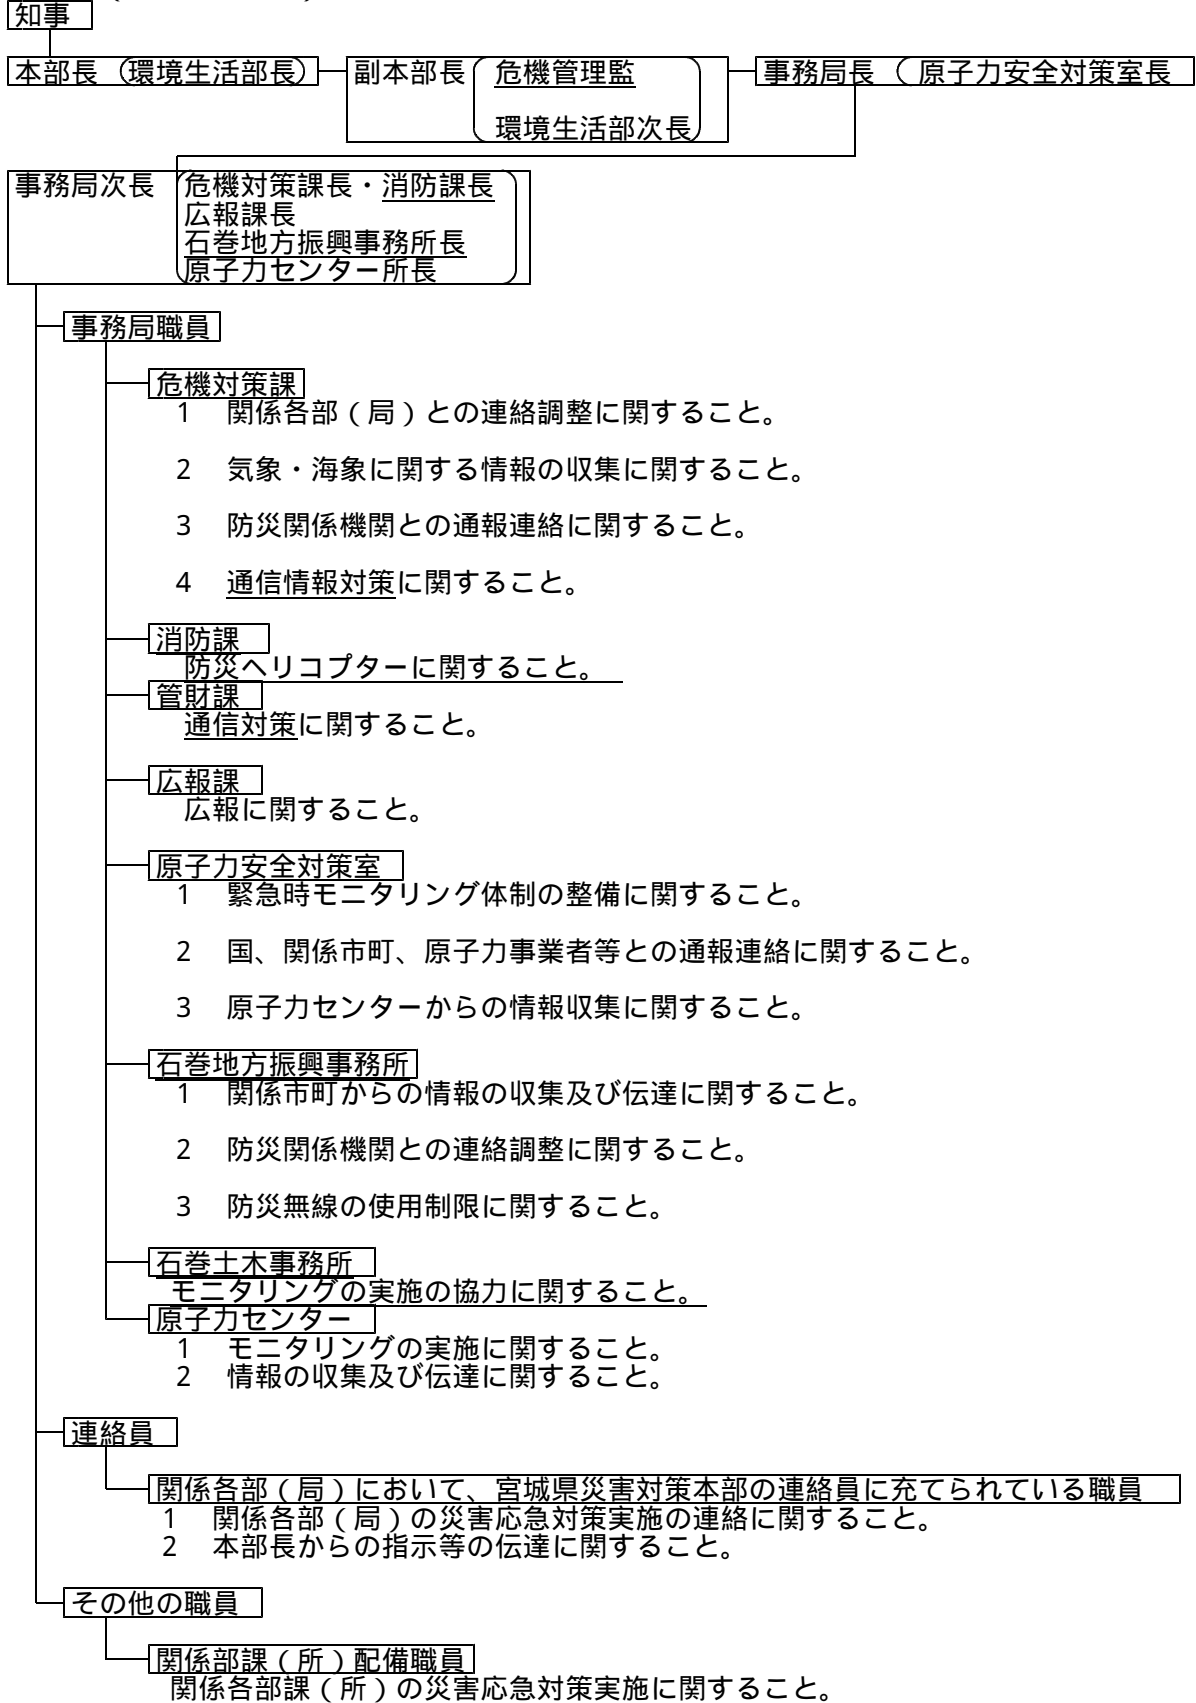 知事
本部長 （環境生活部長） 副本部長 危機管理監 事務局長 （ 原子力安全対策室長
環境生活部次長
事務局次長 危機対策課長・消防課長
広報課長
石巻地方振興事務所長
原子力センター所長
事務局職員
危機対策課
1 関係各部（局）との連絡調整に関すること。
2 気象・海象に関する情報の収集に関すること。
3 防災関係機関との通報連絡に関すること。
4 通信情報対策に関すること。
消防課
防災ヘリコプターに関すること。
管財課
通信対策に関すること。
広報課
広報に関すること。
原子力安全対策室
1 緊急時モニタリング体制の整備に関すること。
2 国、関係市町、原子力事業者等との通報連絡に関すること。
3 原子力センターからの情報収集に関すること。
石巻地方振興事務所
1 関係市町からの情報の収集及び伝達に関すること。
2 防災関係機関との連絡調整に関すること。
3 防災無線の使用制限に関すること。
石巻土木事務所
モニタリングの実施の協力に関すること。
原子力センター
1 モニタリングの実施に関すること。
2 情報の収集及び伝達に関すること。
連絡員
関係各部（局）において、宮城県災害対策本部の連絡員に充てられている職員
1 関係各部（局）の災害応急対策実施の連絡に関すること。
2 本部長からの指示等の伝達に関すること。
その他の職員
関係部課（所）配備職員
関係各部課（所）の災害応急対策実施に関すること。